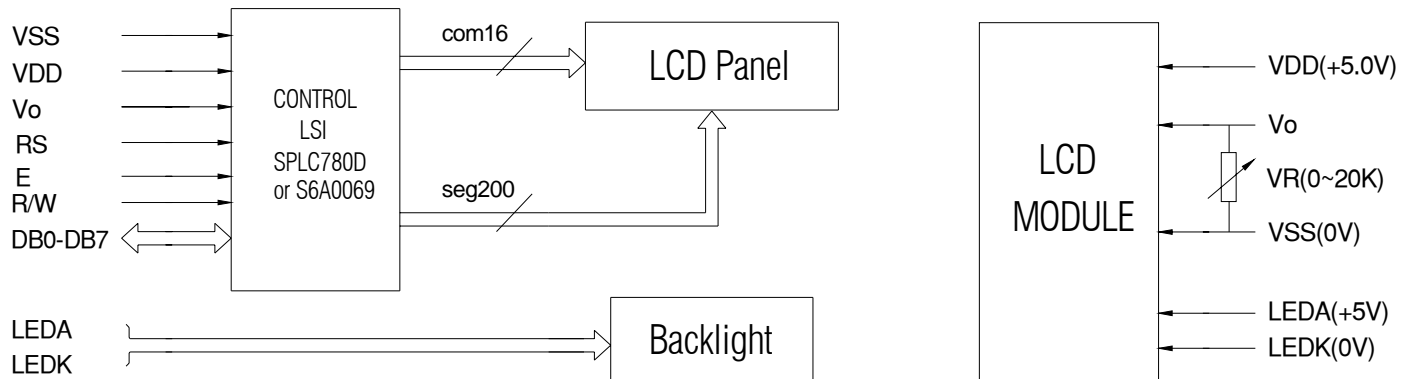 VSS
VDD
Vo
RS
E
R/W
DB0-DB7
LEDA
LEDK
CONTROL
LSI
SPLC780D
or S6A0069
com16
seg200
LCD Panel
Backlight
LCD
MODULE
VDD(+5.0V)
Vo
VR(0~20K)
VSS(0V)
LEDA(+5V)
LEDK(0V)